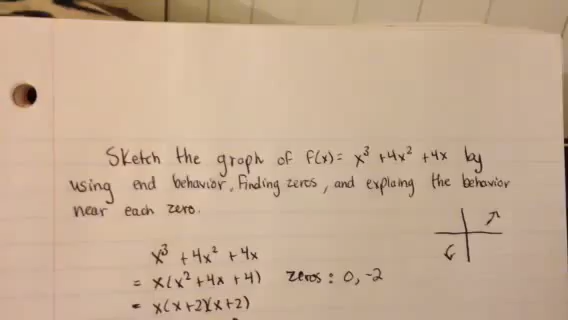 Sketch the graph of f(x) = x³ + 4x² + 4x by
using end behavior, finding zeros, and explaing the behavior
near each zero.
x³ + 4x² + 4x
= x(x² + 4x + 4) zeros: 0, -2
= x(x+2)(x+2)